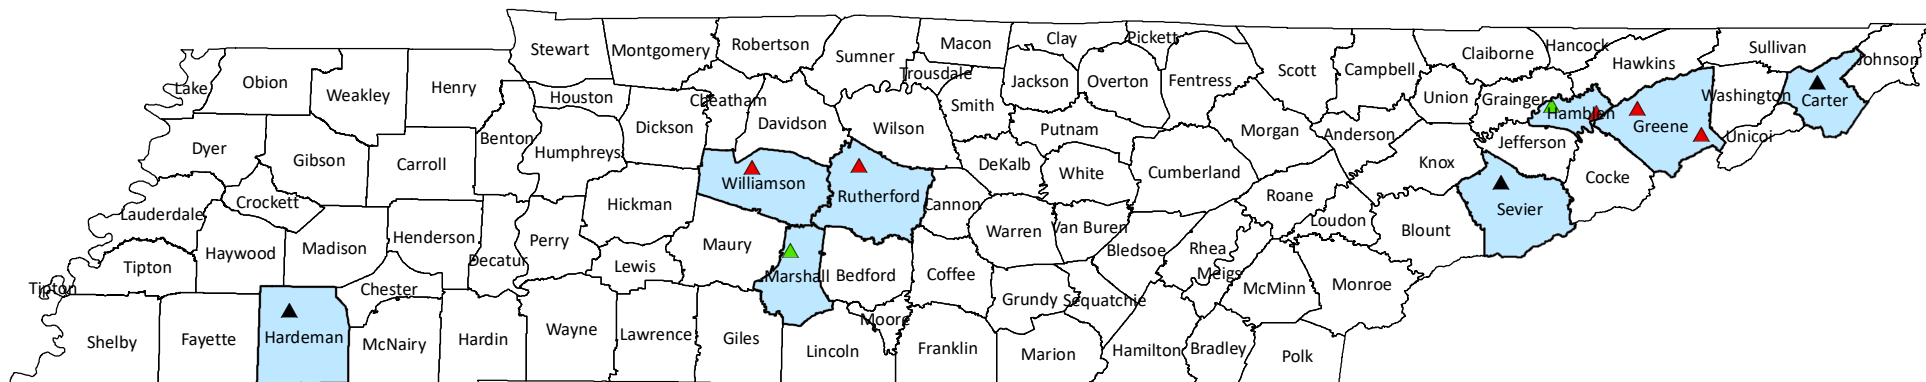 Stewart
Montgomery
Robertson
Sumner
Macon
Clay
Pickett
Claiborne
Hancock
Sullivan
Johnson
Lake
Obion
Weakley
Henry
Houston
Cheatham
Trousdale
Jackson
Overton
Fentress
Scott
Campbell
Union
Grainger
Hawkins
Washington
Carter
Dyer
Gibson
Carroll
Benton
Humphreys
Dickson
Davidson
Wilson
Smith
Putnam
Morgan
Anderson
Hamblen
Greene
Unicoi
Lauderdale
Crockett
Hickman
Williamson
Rutherford
Cannon
DeKalb
White
Cumberland
Roane
Knox
Jefferson
Cocke
Sevier
Tipton
Tipton
Haywood
Madison
Henderson
Decatur
Perry
Lewis
Maury
Marshall
Bedford
Coffee
Warren
Van Buren
Bledsoe
Rhea
Meigs
Loudon
Blount
Monroe
McMinn
Shelby
Fayette
Hardeman
Chester
McNairy
Hardin
Wayne
Lawrence
Giles
Lincoln
Moore
Franklin
Grundy
Sequatchie
Marion
Hamilton
Bradley
Polk